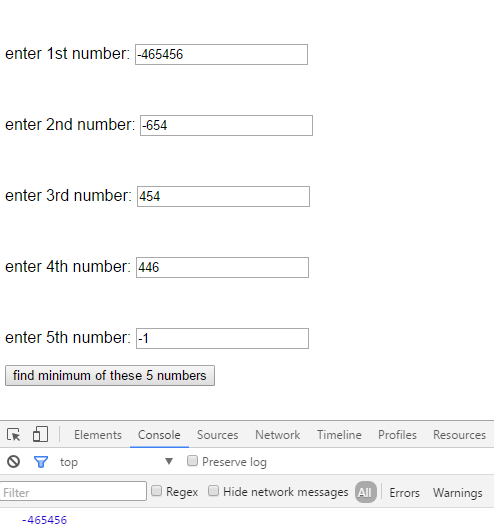 enter 1st number: -465456
enter 2nd number: -654
enter 3rd number: 454
enter 4th number: 446
enter 5th number: -1
find minimum of these 5 numbers
Elements Console Sources Network Timeline Profiles Resources
top Preserve log
Filter Regex Hide network messages All Errors Warnings
-465456